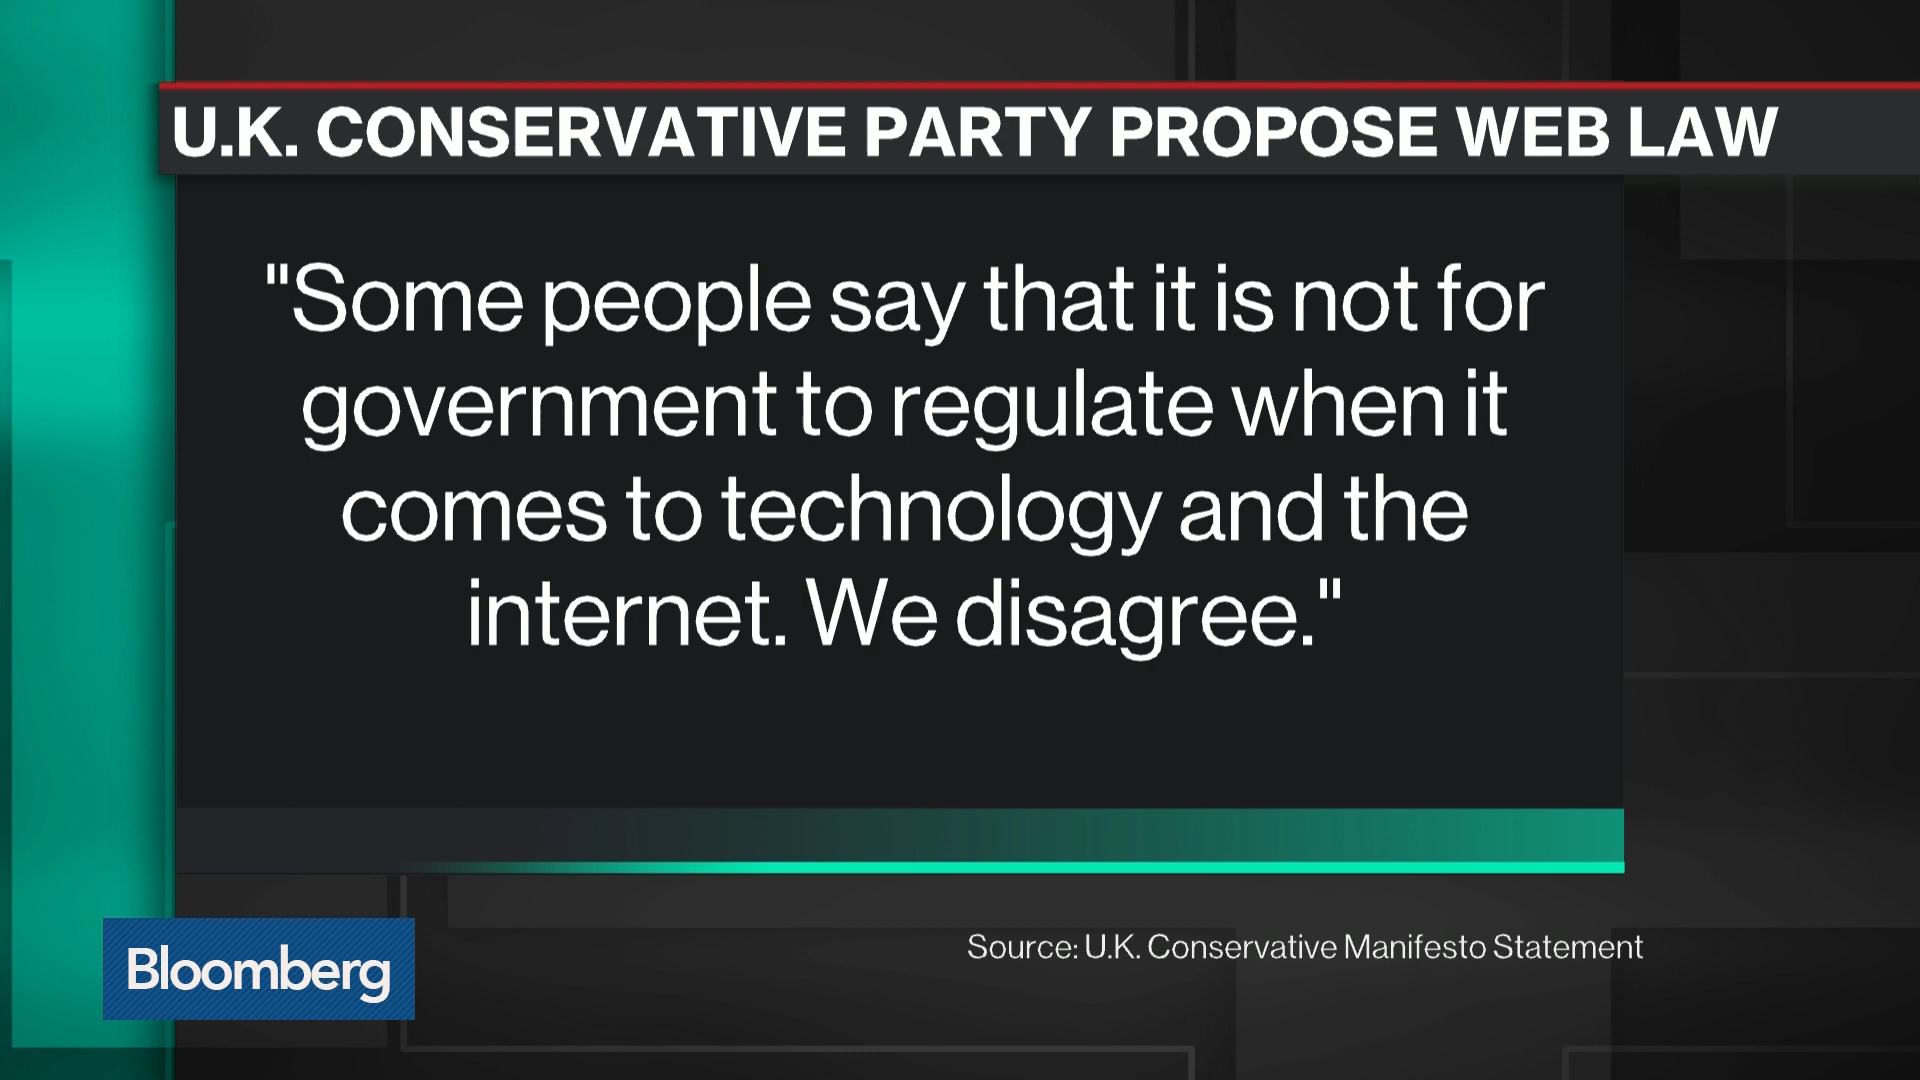 U.K. CONSERVATIVE PARTY PROPOSE WEB LAW
"Some people say that it is not for
government to regulate when it
comes to technology and the
internet. We disagree."
Source: U.K. Conservative Manifesto Statement
Bloomberg